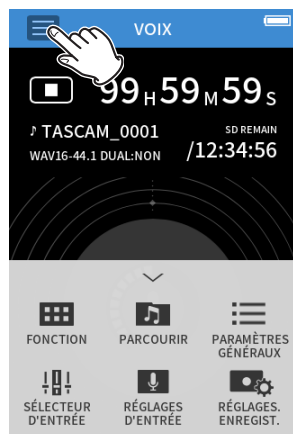 VOIX
99H59M59S
♪ TASCAM_0001
SD REMAIN
WAV16-44.1 DUAL:NON
/12:34:56
FONCTION
PARCOURIR
PARAMÈTRES
GÉNÉRAUX
SÉLECTEUR
D'ENTRÉE
RÉGLAGES
D'ENTRÉE
RÉGLAGES.
ENREGIST.